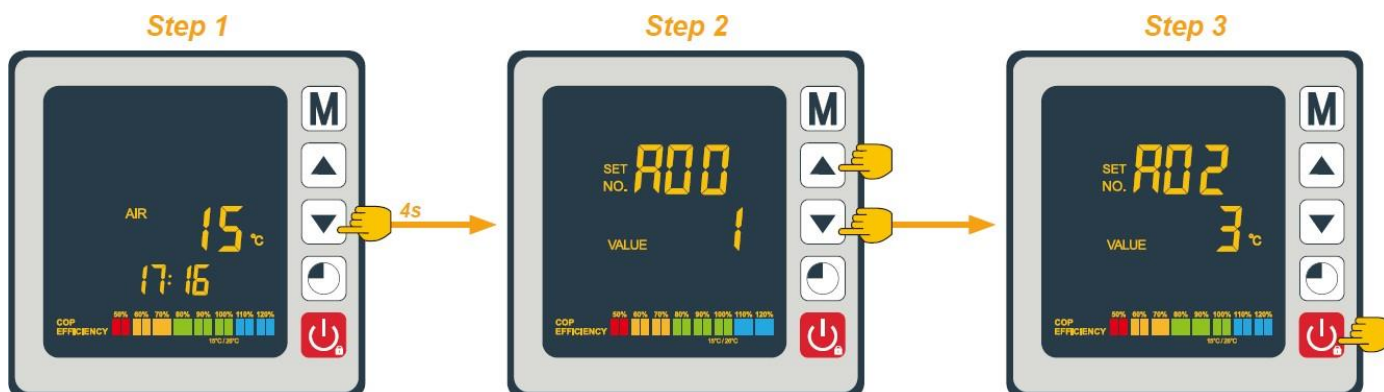 Step 1
Step 2
Step 3
M
AIR 15 °C
17:16
COP EFFICIENCY 50% 60% 70% 80% 90% 100% 110% 120%
15°C / 26°C
4s
M
SET NO. A00
VALUE 1
COP EFFICIENCY 50% 60% 70% 80% 90% 100% 110% 120%
15°C / 26°C
M
SET NO. A02
VALUE 3 °C
COP EFFICIENCY 50% 60% 70% 80% 90% 100% 110% 120%
15°C / 26°C